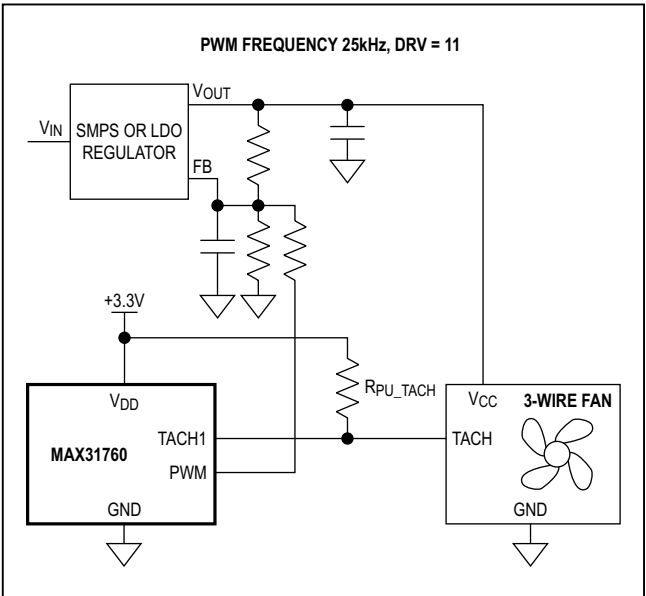 PWM FREQUENCY 25kHz, DRV = 11
VOUT
VIN
SMPS OR LDO
REGULATOR
FB
+3.3V
RPU_TACH
VDD
VCC
3-WIRE FAN
TACH1
TACH
MAX31760
PWM
GND
GND